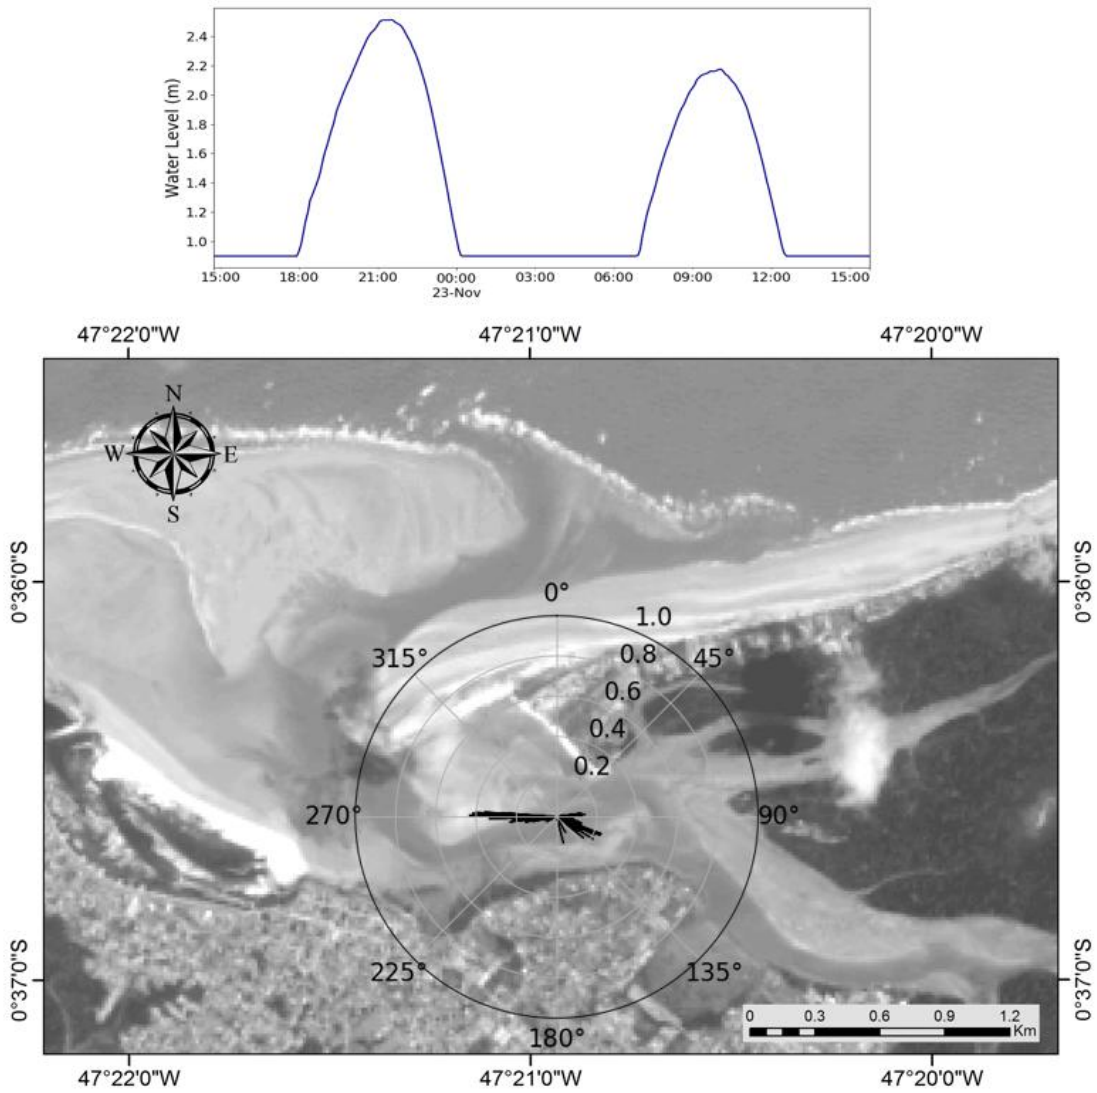 2.4
2.2
2.0
1.8
1.6
1.4
1.2
1.0
Water Level (m)
15:00 18:00 21:00 00:00 03:00 06:00 09:00 12:00 15:00
23-Nov
47°22'0"W 47°21'0"W 47°20'0"W
N
W E
S
0°36'0"S 0°36'0"S
0°
1.0
315° 0.8 45°
0.6
0.4
0.2
270° 90°
225° 135°
0°37'0"S 0°37'0"S
0 0.3 0.6 0.9 1.2
Km
180°
47°22'0"W 47°21'0"W 47°20'0"W